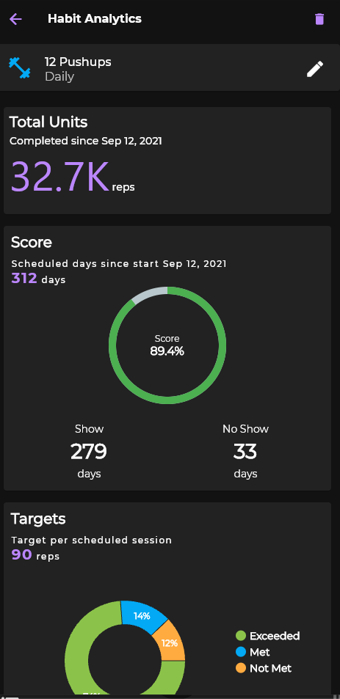 Habit Analytics
12 Pushups
Daily
Total Units
Completed since Sep 12, 2021
32.7K reps
Score
Scheduled days since start Sep 12, 2021
312 days
Score
89.4%
Show
No Show
279
33
days
days
Targets
Target per scheduled session
90 reps
14%
12%
Exceeded
Met
Not Met